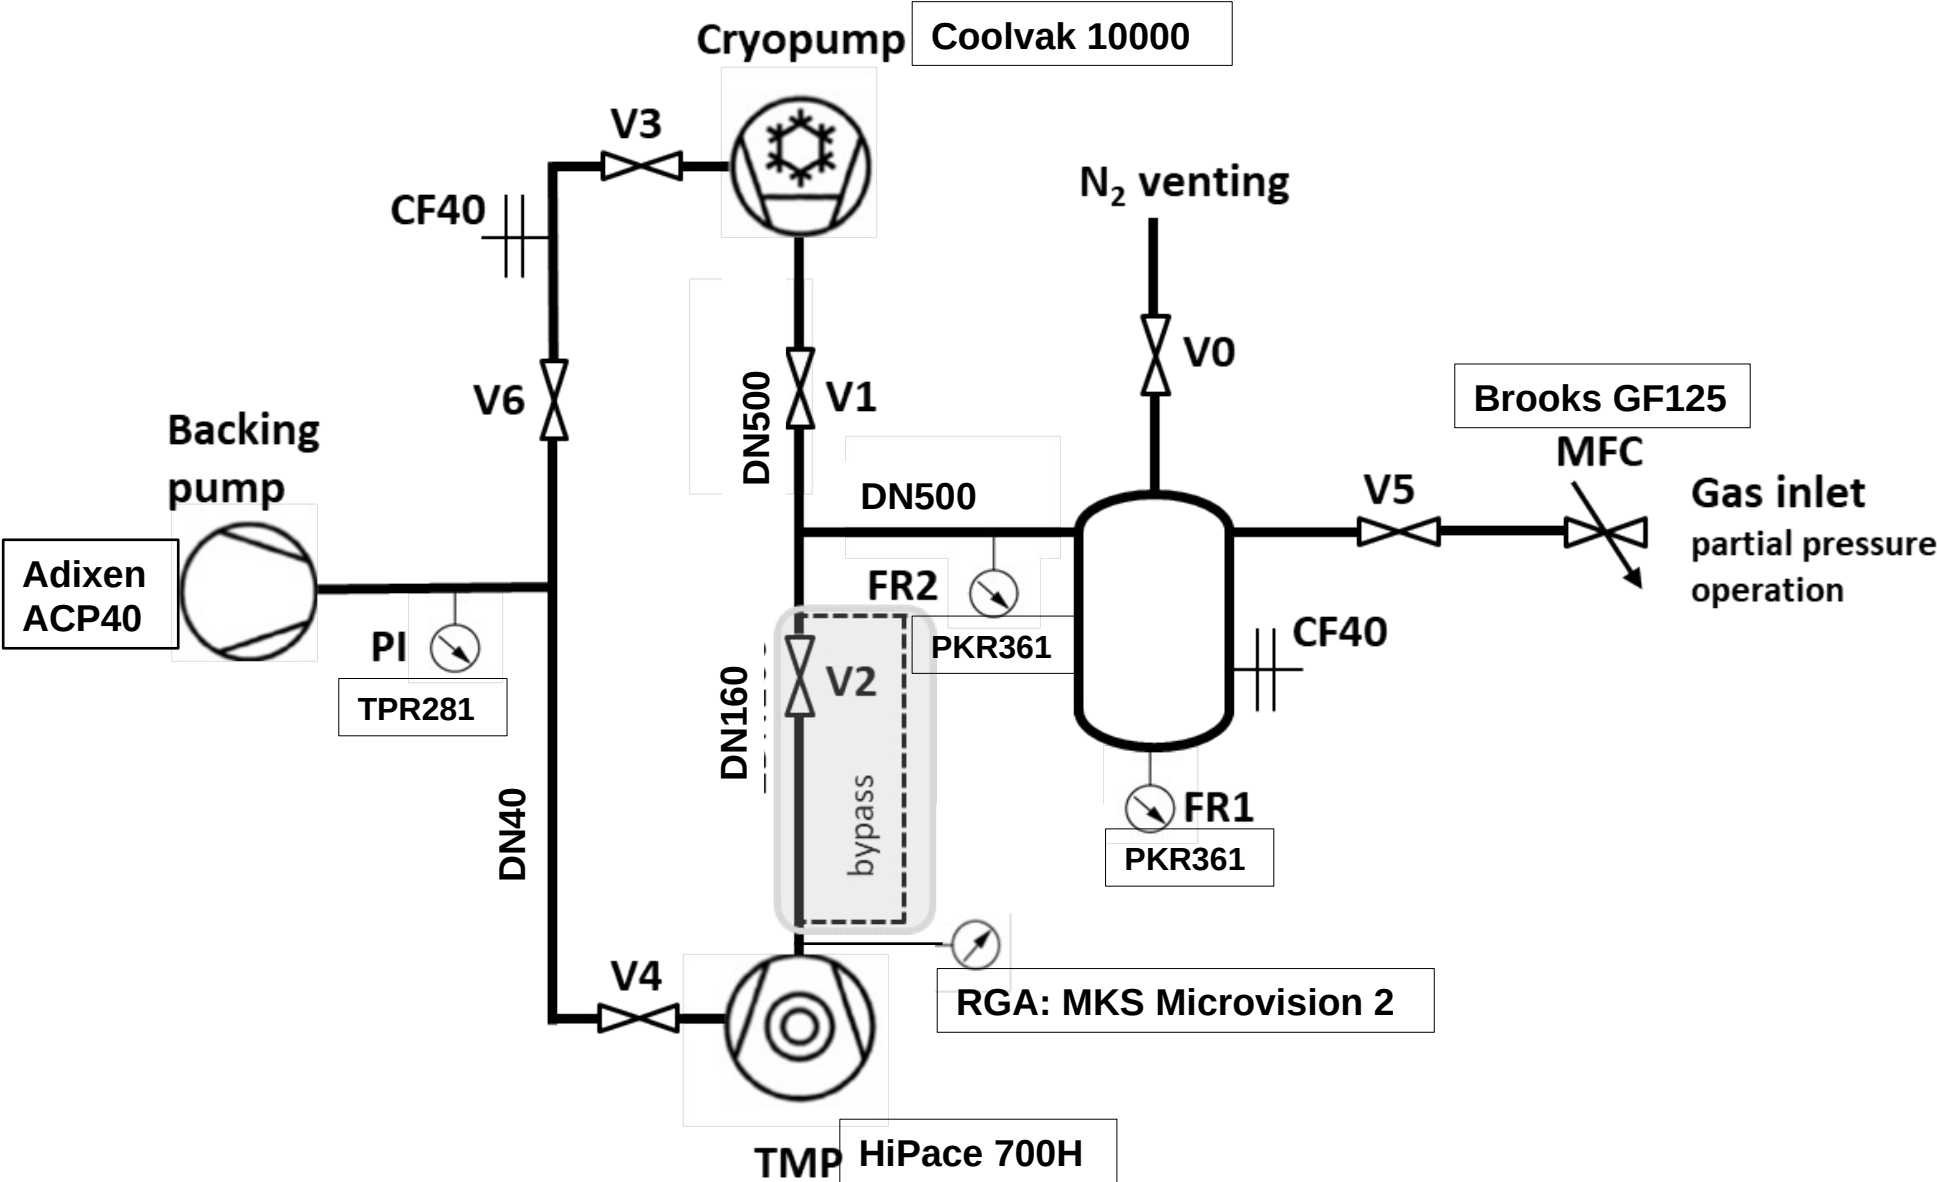 Cryopump
Coolvak 10000
V3
CF40
N2 venting
V6
V1
DN500
V0
Brooks GF125
MFC
Backing
pump
DN500
V5
Gas inlet
partial pressure
operation
Adixen
ACP40
PI
TPR281
FR2
PKR361
CF40
V2
DN160
bypass
DN40
FR1
PKR361
V4
RGA: MKS Microvision 2
TMP
HiPace 700H